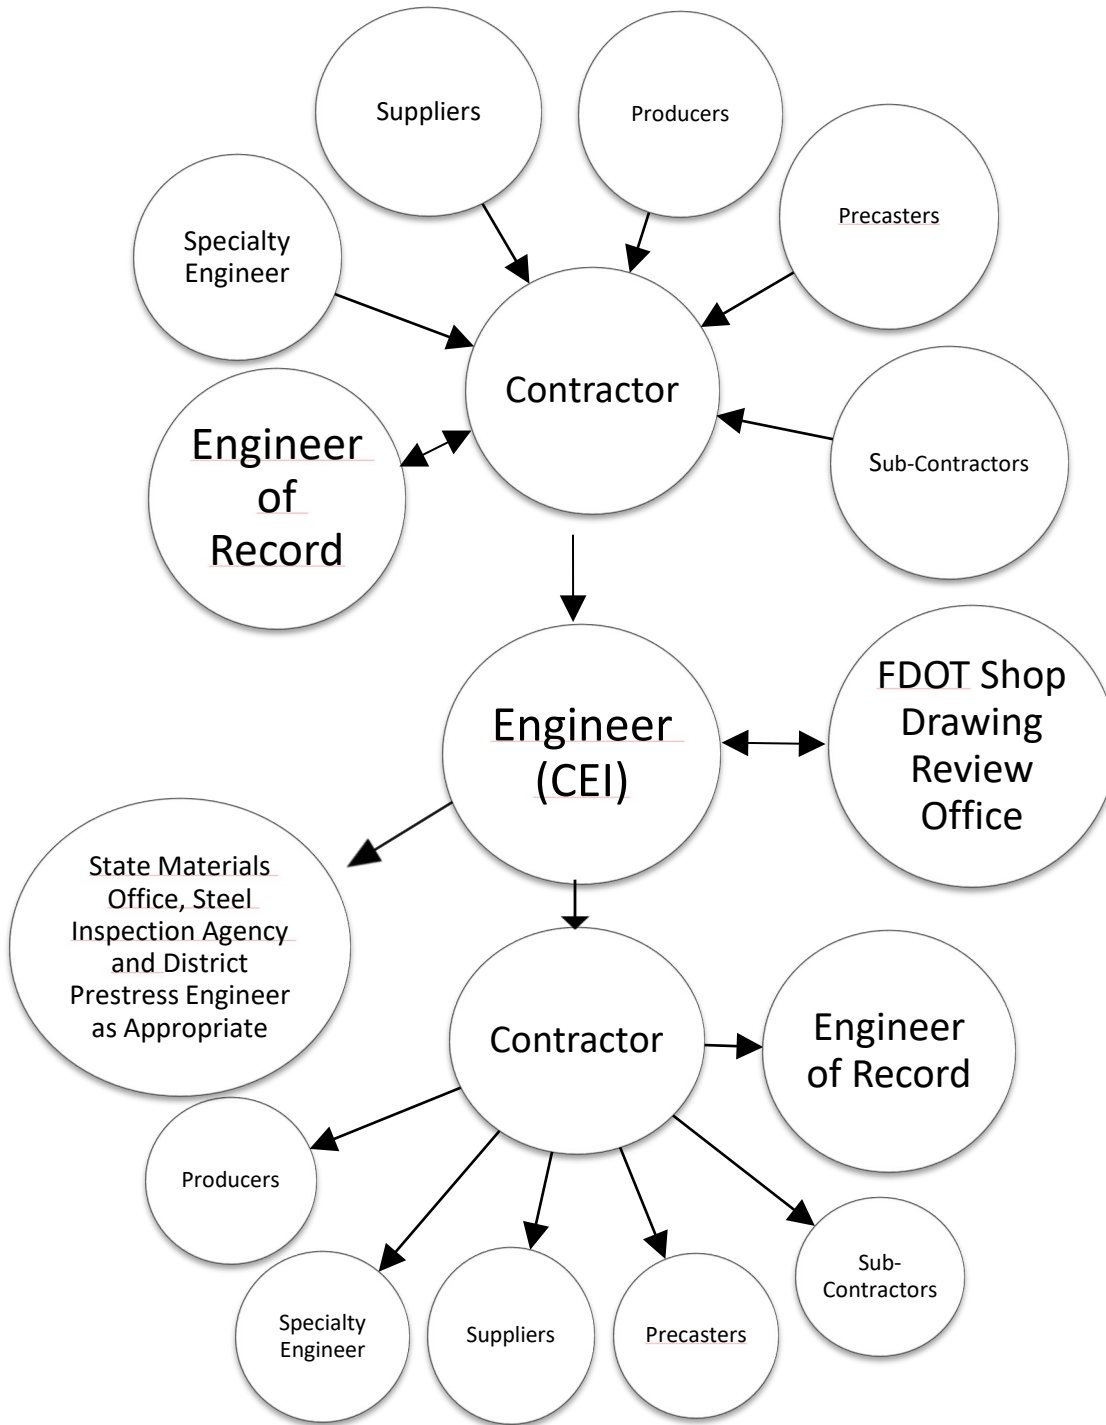 Suppliers
Producers
Precasters
Specialty
Engineer
Contractor
Engineer
of
Record
Sub-Contractors
Engineer
(CEI)
FDOT Shop
Drawing
Review
Office
State Materials
Office, Steel
Inspection Agency
and District
Prestress Engineer
as Appropriate
Contractor
Engineer
of Record
Producers
Specialty
Engineer
Suppliers
Precasters
Sub-
Contractors